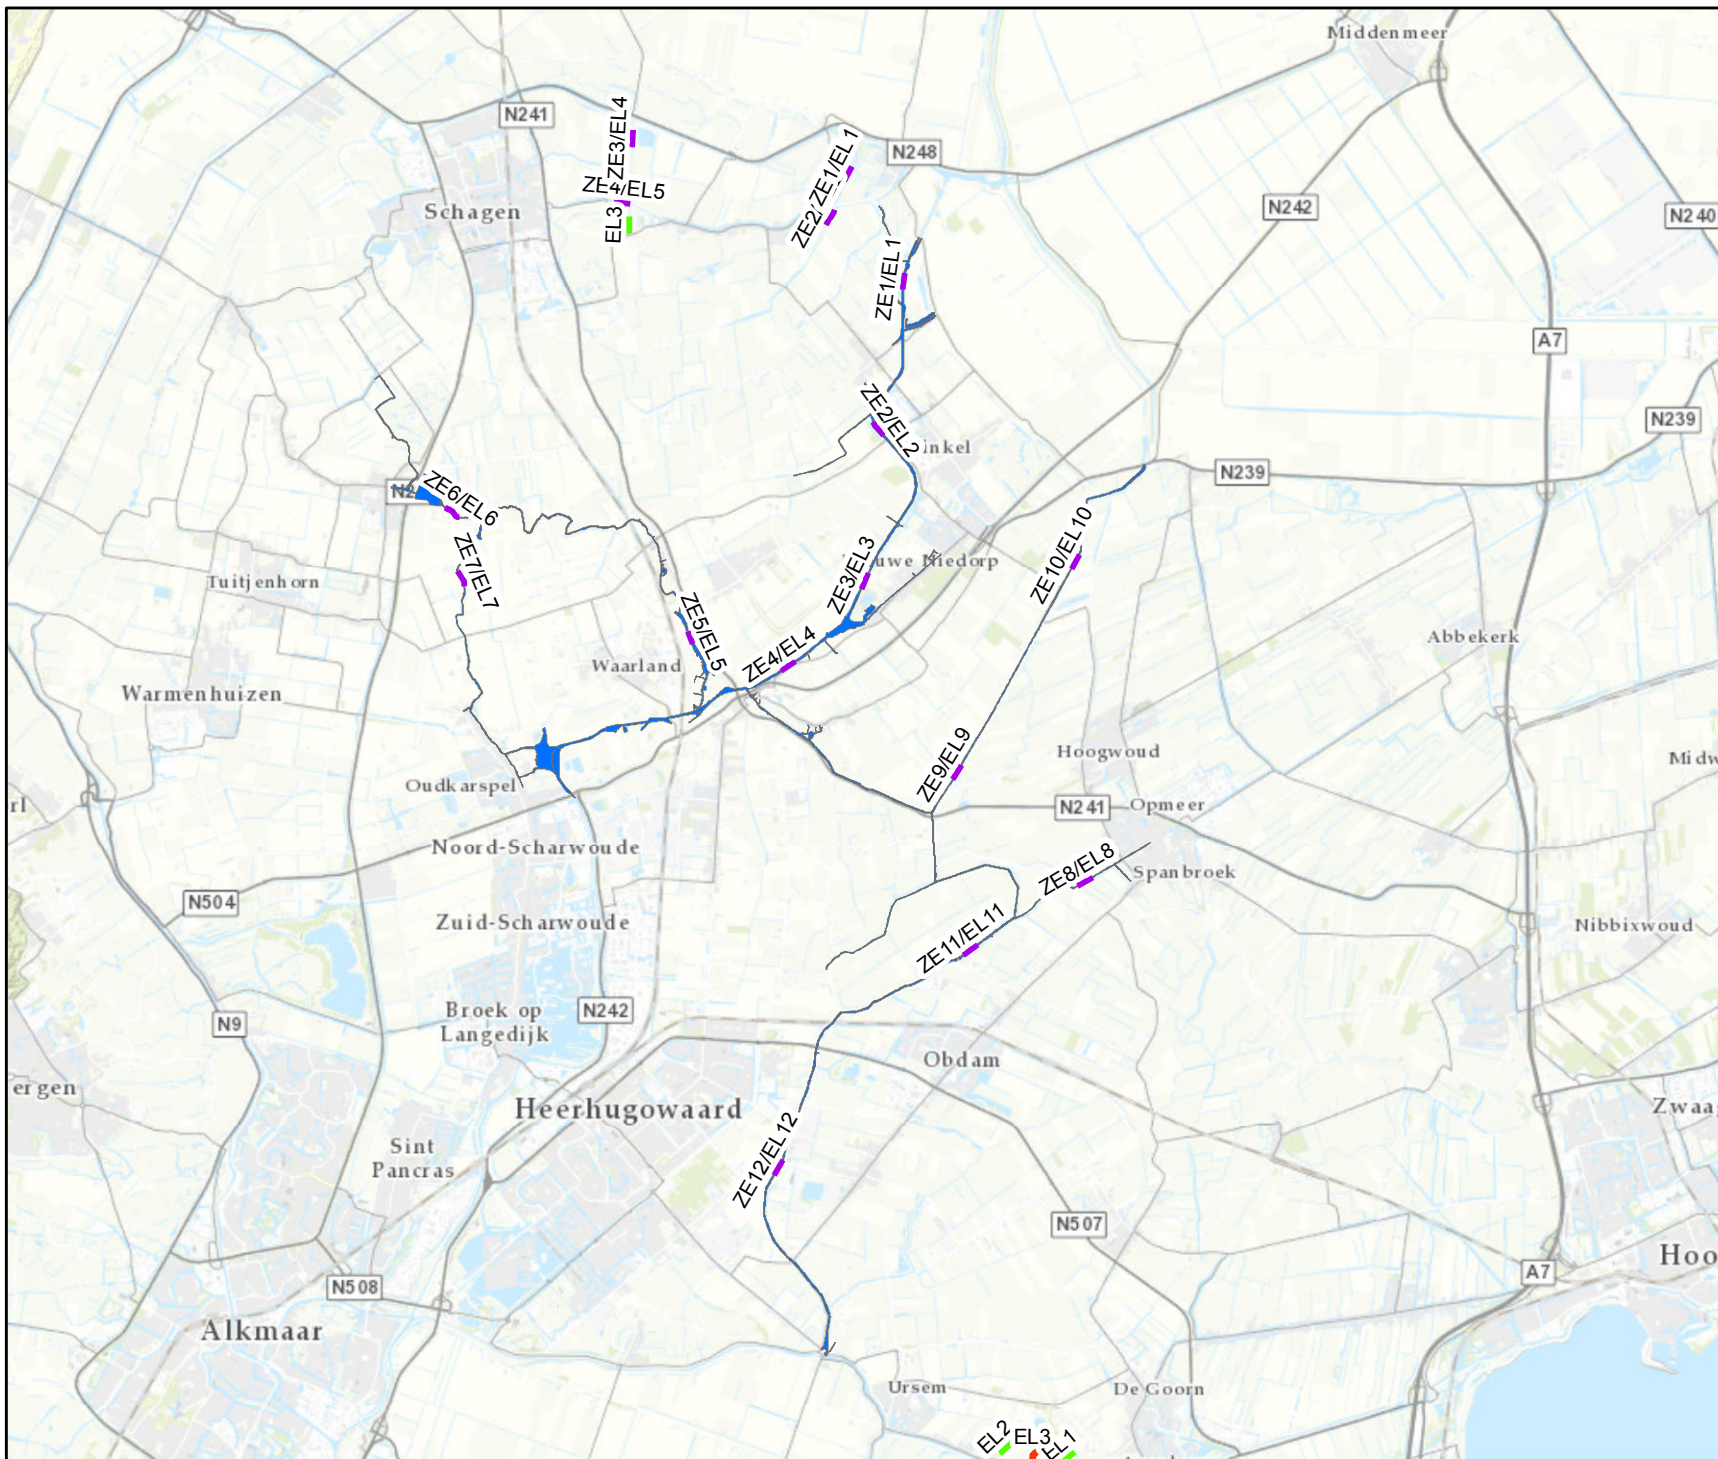 Middenmeer
N241
ZE3/EL4
ZE4/EL5
EL3
ZE1/EL1
ZE2/
N248
Schagen
N242
N240
ZE1/EL1
A7
ZE2/EL2
inkel
N239
N239
N2
ZE6/EL6
ZE7/EL7
ZE10/EL10
ZE3/EL3
uwe Niedorp
Tuitjenhorn
ZE5/EL5
ZE4/EL4
Waarland
Abbekerk
Warmenhuizen
Hoogwoud
Midw
ZE9/EL9
Oudkarspel
rl
N241
Opmeer
Noord-Scharwoude
ZE8/EL8
Spanbroek
N504
Zuid-Scharwoude
ZE11/EL11
Nibbixwoud
Broek op
Langedijk
N242
N9
Obdam
ergen
Heerhugowaard
Zwaag
Sint
Pancras
ZE12/EL12
N507
Hoo
A7
N508
Alkmaar
Ursem
De Goorn
EL2
EL3
EL1